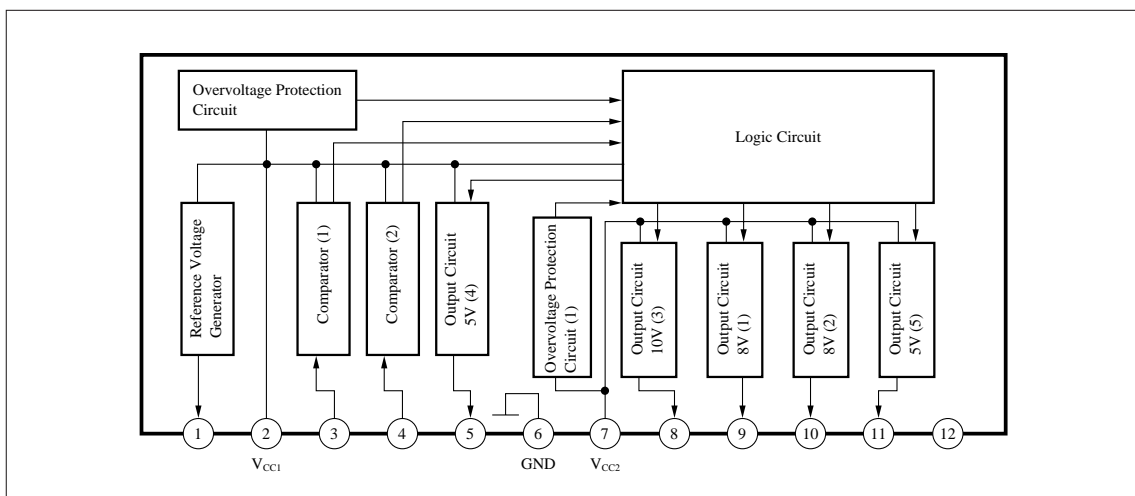 Overvoltage Protection
Circuit
Logic Circuit
Reference Voltage
Generator
Comparator (1)
Comparator (2)
Output Circuit
5V (4)
Overvoltage Protection
Circuit (1)
Output Circuit
10V (3)
Output Circuit
8V (1)
Output Circuit
8V (2)
Output Circuit
5V (5)
1 2 3 4 5 6 7 8 9 10 11 12
VCC1 GND VCC2